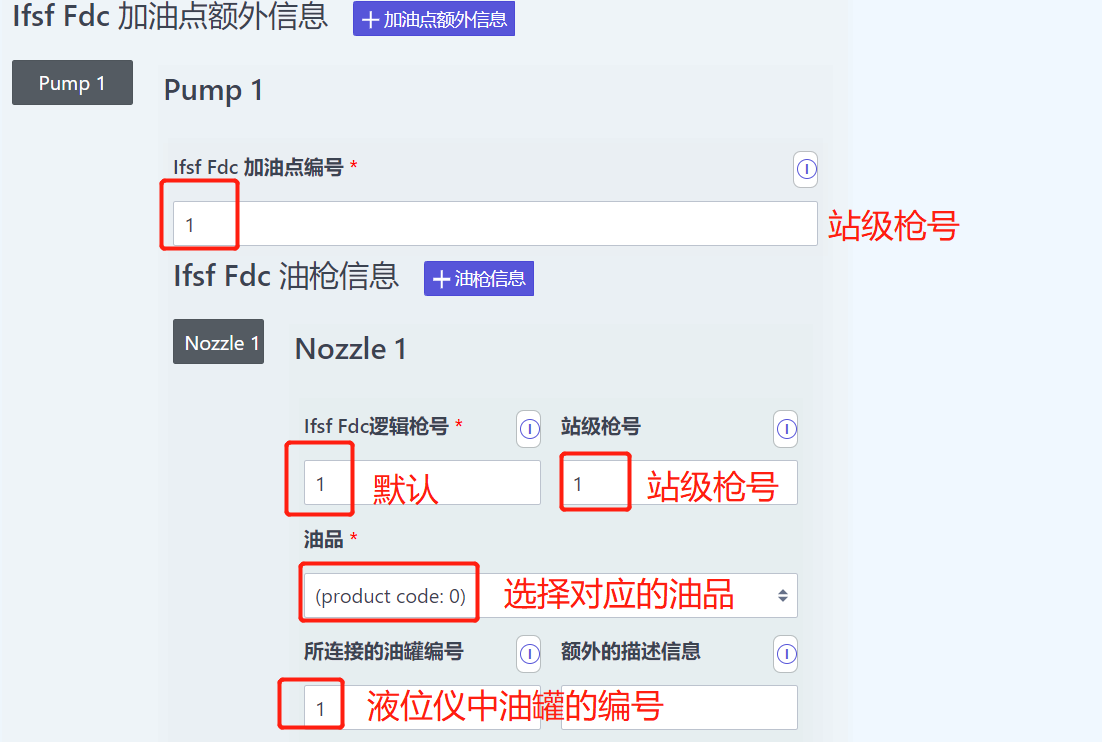 Ifsf Fdc 加油点额外信息 +加油点额外信息
Pump 1
Pump 1
Ifsf Fdc 加油点编号 *
1
站级枪号
Ifsf Fdc 油枪信息 +油枪信息
Nozzle 1
Nozzle 1
Ifsf Fdc逻辑枪号 * 站级枪号
1 默认 1 站级枪号
油品 *
(product code: 0) 选择对应的油品
所连接的油罐编号 额外的描述信息
1 液位仪中油罐的编号